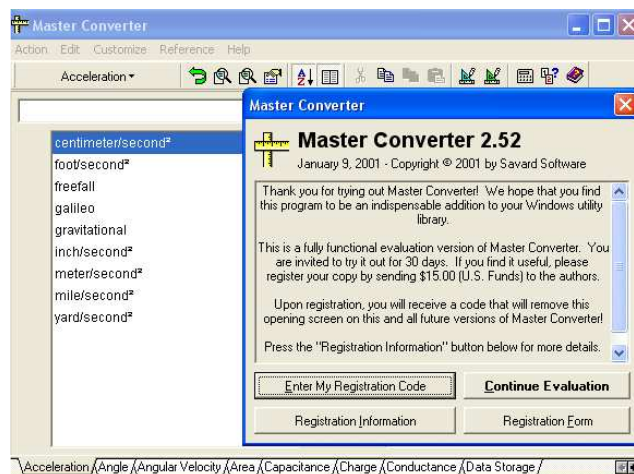 Master Converter
Action Edit Customize Reference Help
Acceleration
centimeter/second²
foot/second²
freefall
galileo
gravitational
inch/second²
meter/second²
mile/second²
yard/second²
Master Converter
Master Converter 2.52
January 9, 2001 - Copyright © 2001 by Savard Software
Thank you for trying out Master Converter! We hope that you find
this program to be an indispensable addition to your Windows utility
library.
This is a fully functional evaluation version of Master Converter. You
are invited to try it out for 30 days. If you find it useful, please
register your copy by sending $15.00 (U.S. Funds) to the authors.
Upon registration, you will receive a code that will remove this
opening screen on this and all future versions of Master Converter!
Press the "Registration Information" button below for more details.
Enter My Registration Code
Continue Evaluation
Registration Information
Registration Form
Acceleration / Angle / Angular Velocity / Area / Capacitance / Charge / Conductance / Data Storage /